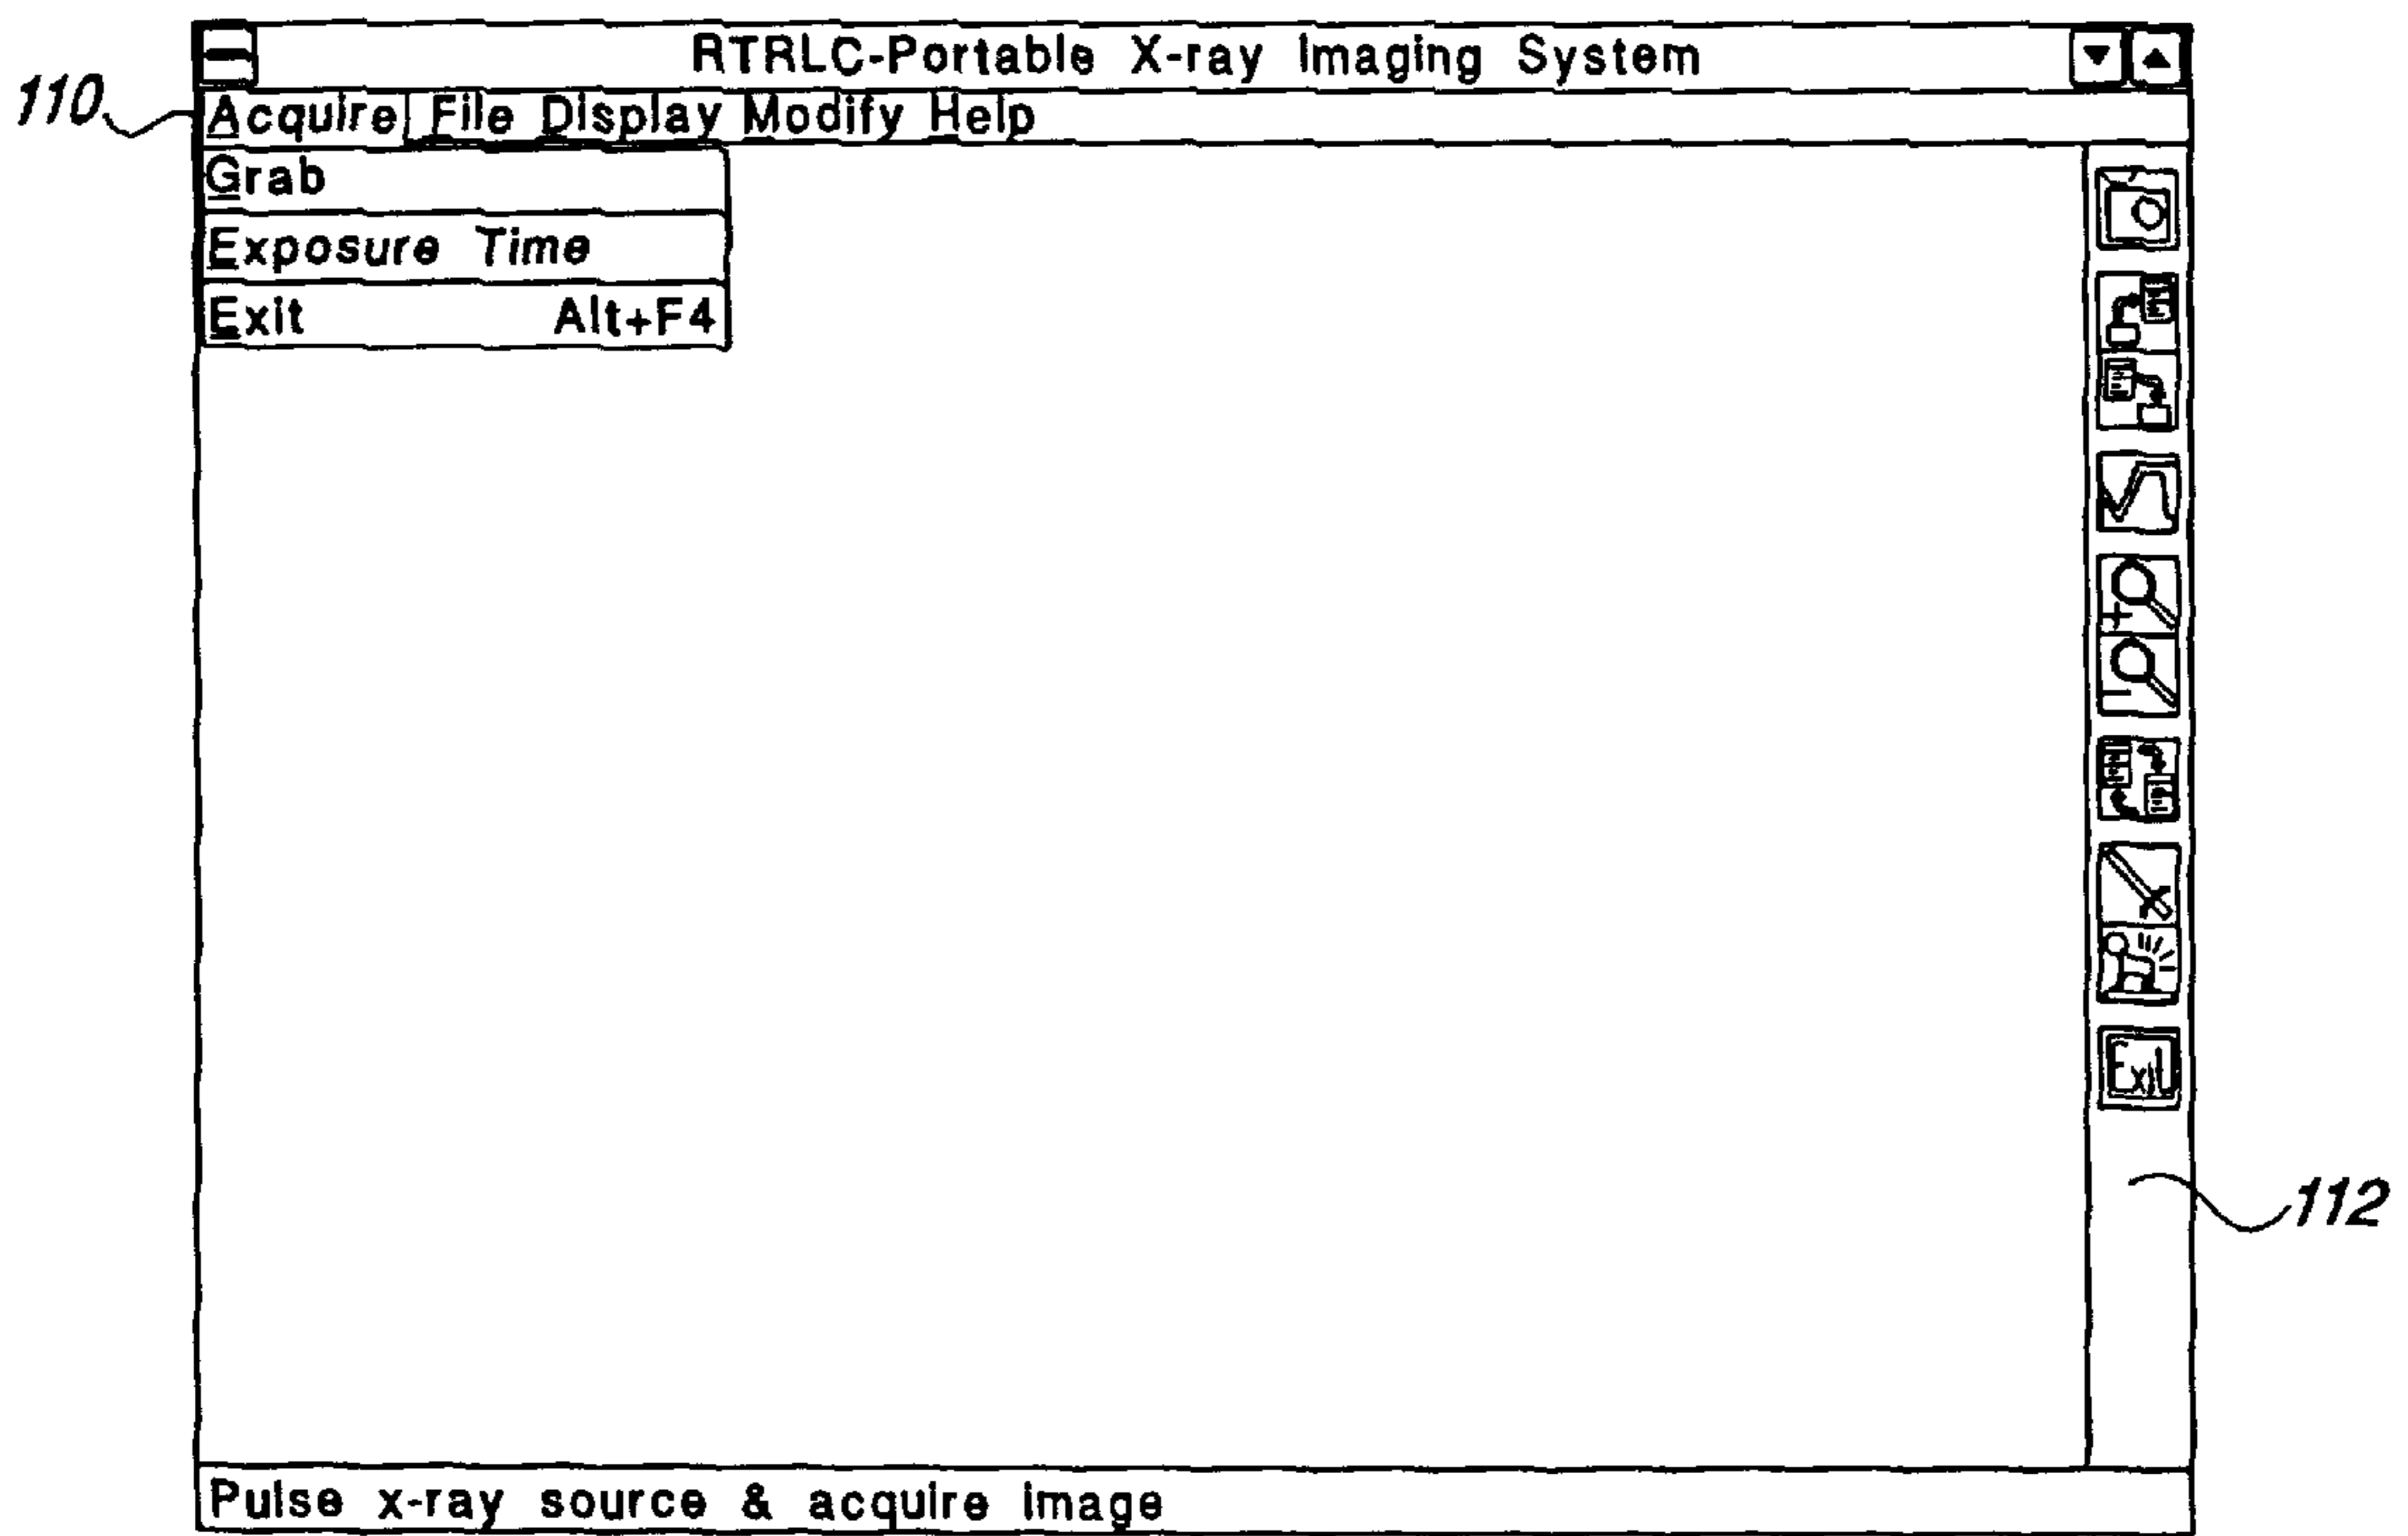 RTRLC-Portable X-ray Imaging System
110
Acquire File Display Modify Help
Grab
Exposure Time
Exit Alt+F4
Exit
112
Pulse x-ray source & acquire image